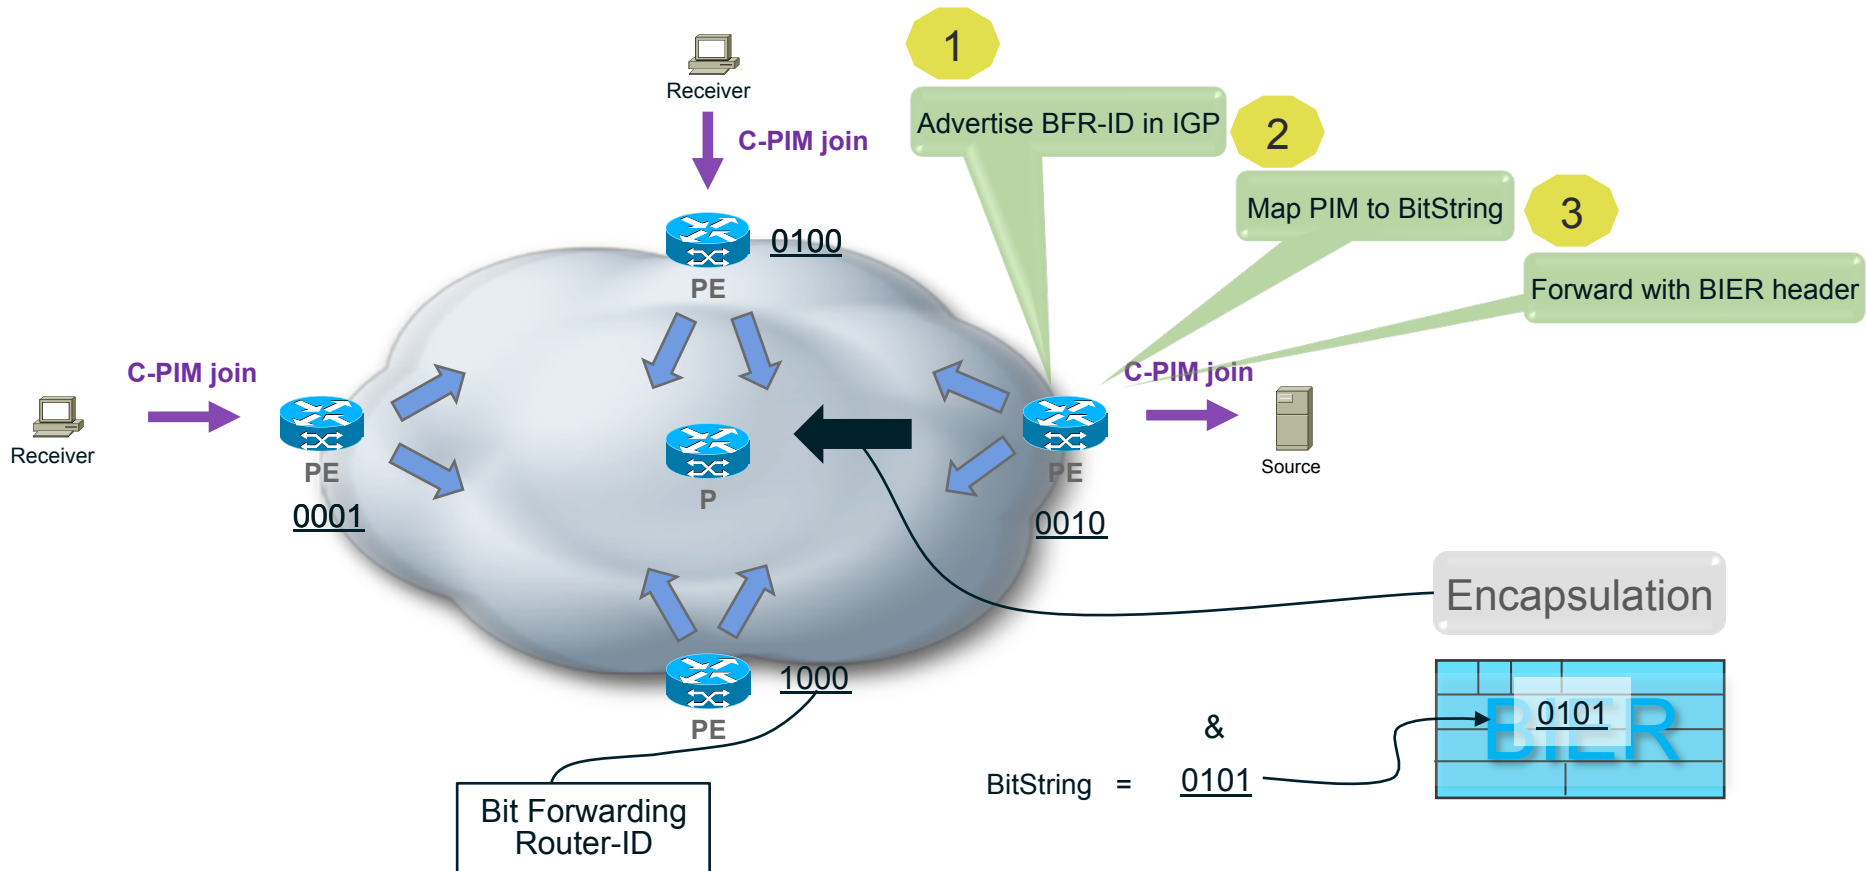 1
Receiver
Advertise BFR-ID in IGP
2
C-PIM join
Map PIM to BitString
3
0100
PE
Forward with BIER header
C-PIM join
C-PIM join
Receiver
PE
0001
P
PE
0010
Source
Encapsulation
1000
PE
BIER
0101
&
BitString = 0101
Bit Forwarding
Router-ID